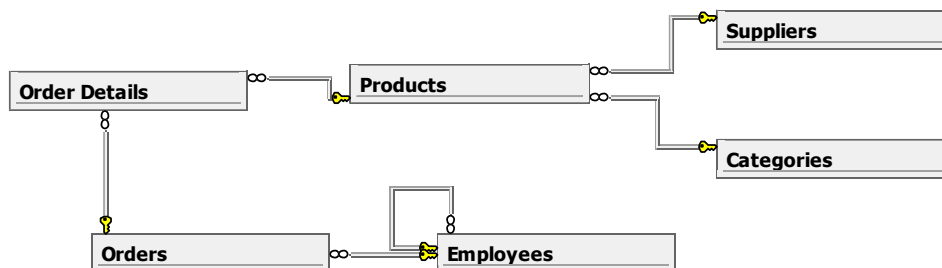 Suppliers
Order Details
Products
Categories
Orders
Employees